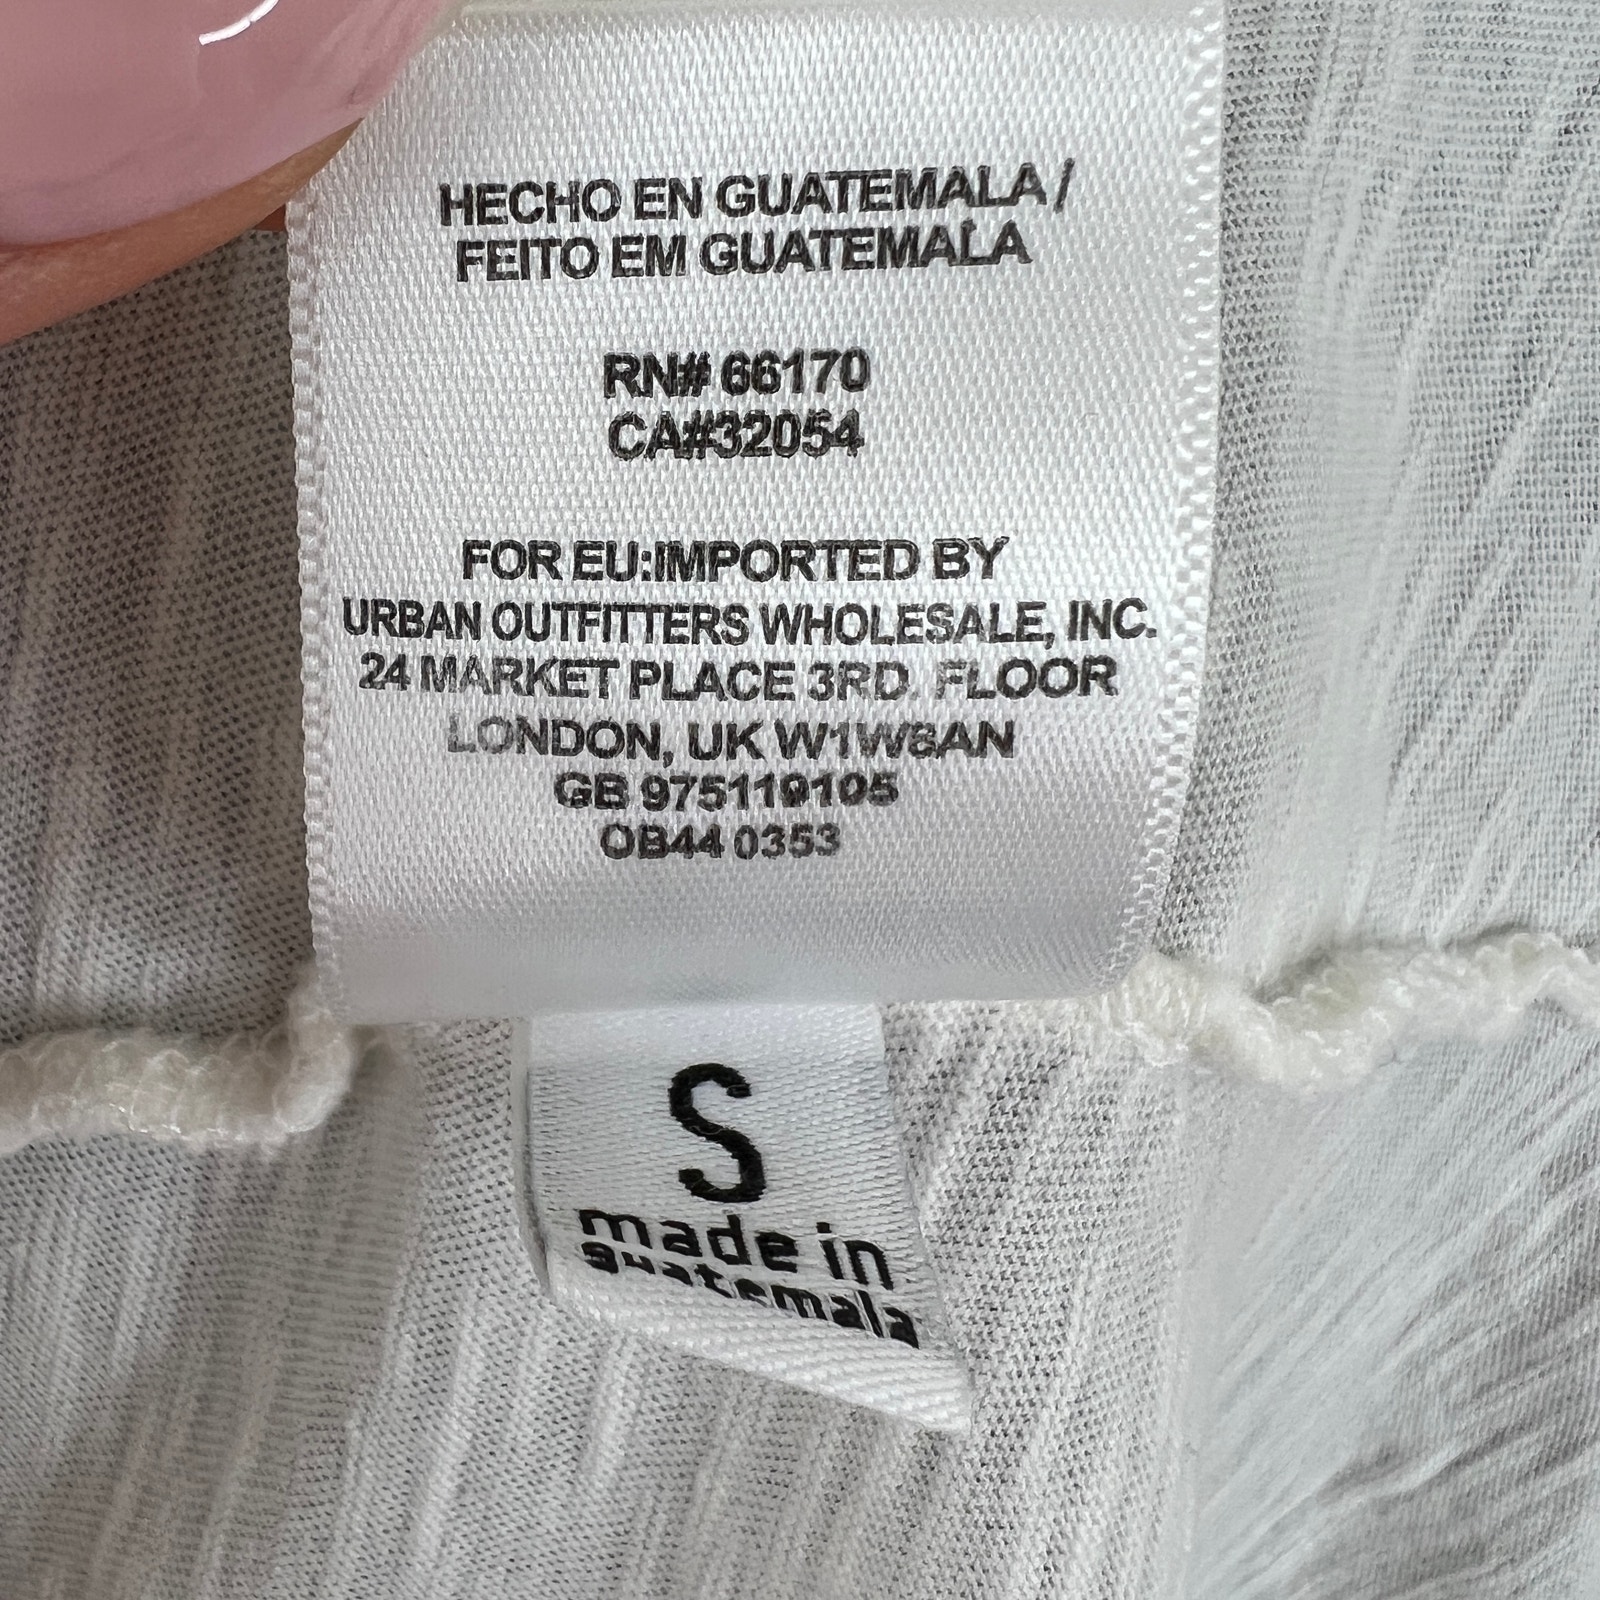 HECHO EN GUATEMALA /
FEITO EM GUATEMALA
RN# 66170
CA#32054
FOR EU:IMPORTED BY
URBAN OUTFITTERS WHOLESALE, INC.
24 MARKET PLACE 3RD. FLOOR
LONDON, UK W1W8AN
GB 975119105
OB44 0353
S
made in
guatemala